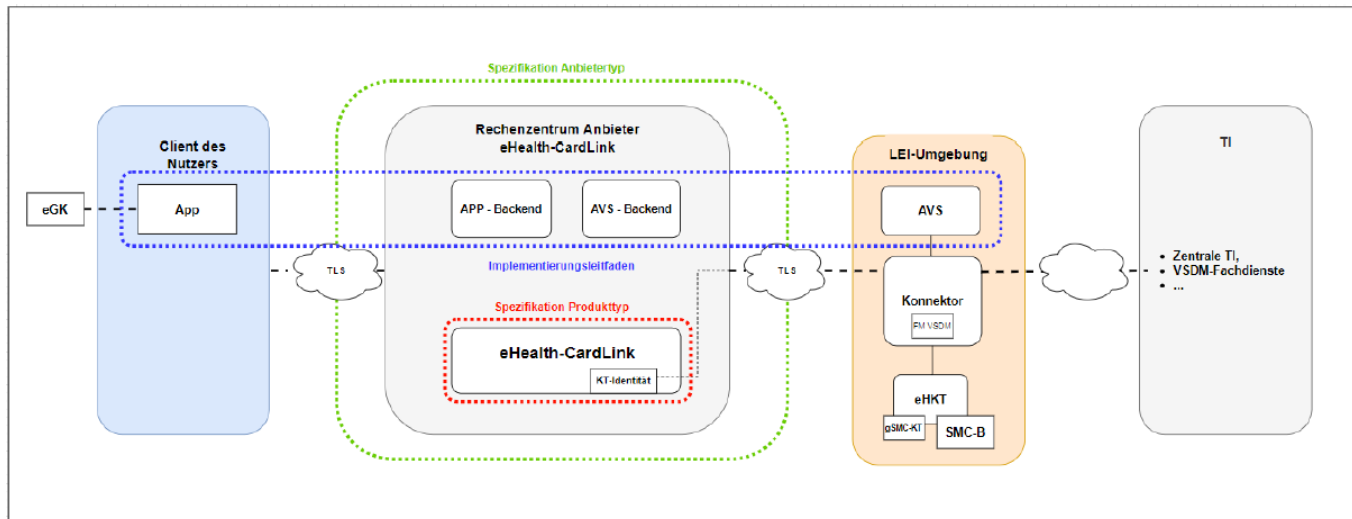 Spezifikation Anbietertyp
Client des
Nutzers
Rechenzentrum Anbieter
eHealth-CardLink
LEI-Umgebung
TI
eGK
App
APP - Backend
AVS - Backend
AVS
TLS
Implementierungsleitfaden
TLS
• Zentrale TI,
• VSDM-Fachdienste
• ...
Spezifikation Produkttyp
Konnektor
FM VSDM
eHealth-CardLink
KT-Identität
eHKT
gSMC-KT
SMC-B